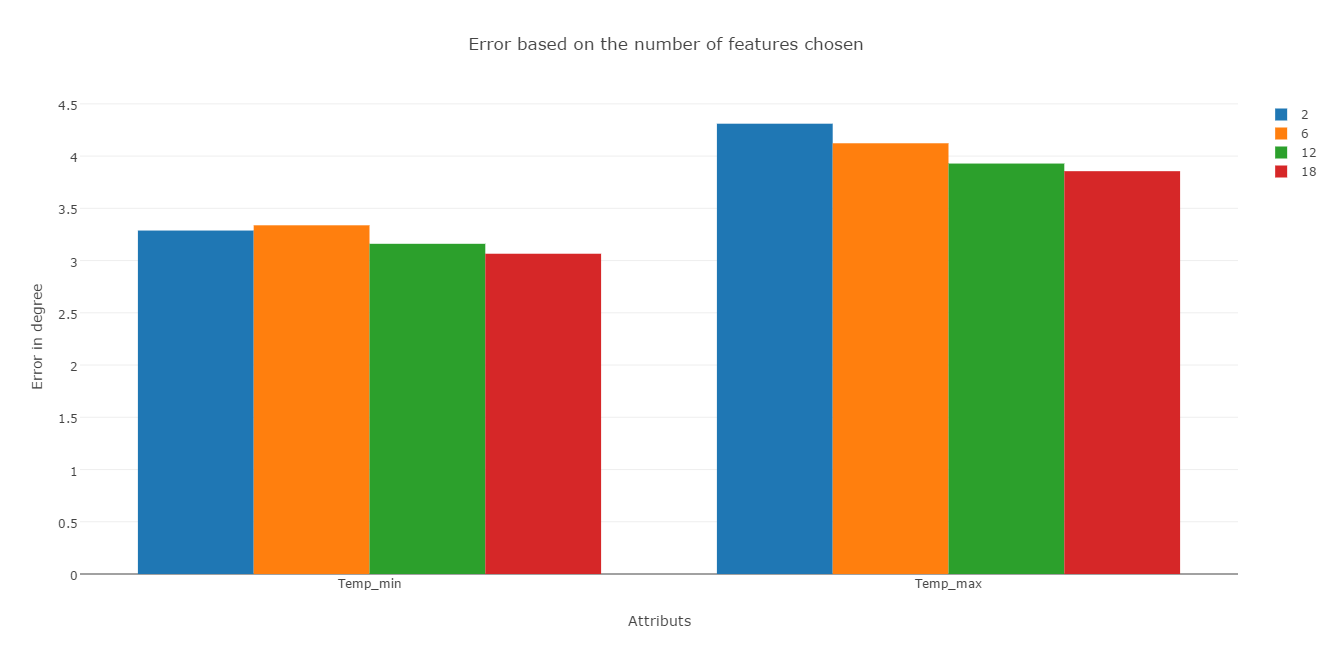 Error based on the number of features chosen
4.5
4
3.5
3
2.5
2
1.5
1
0.5
0
Error in degree
Temp_min
Temp_max
Attributs
2
6
12
18